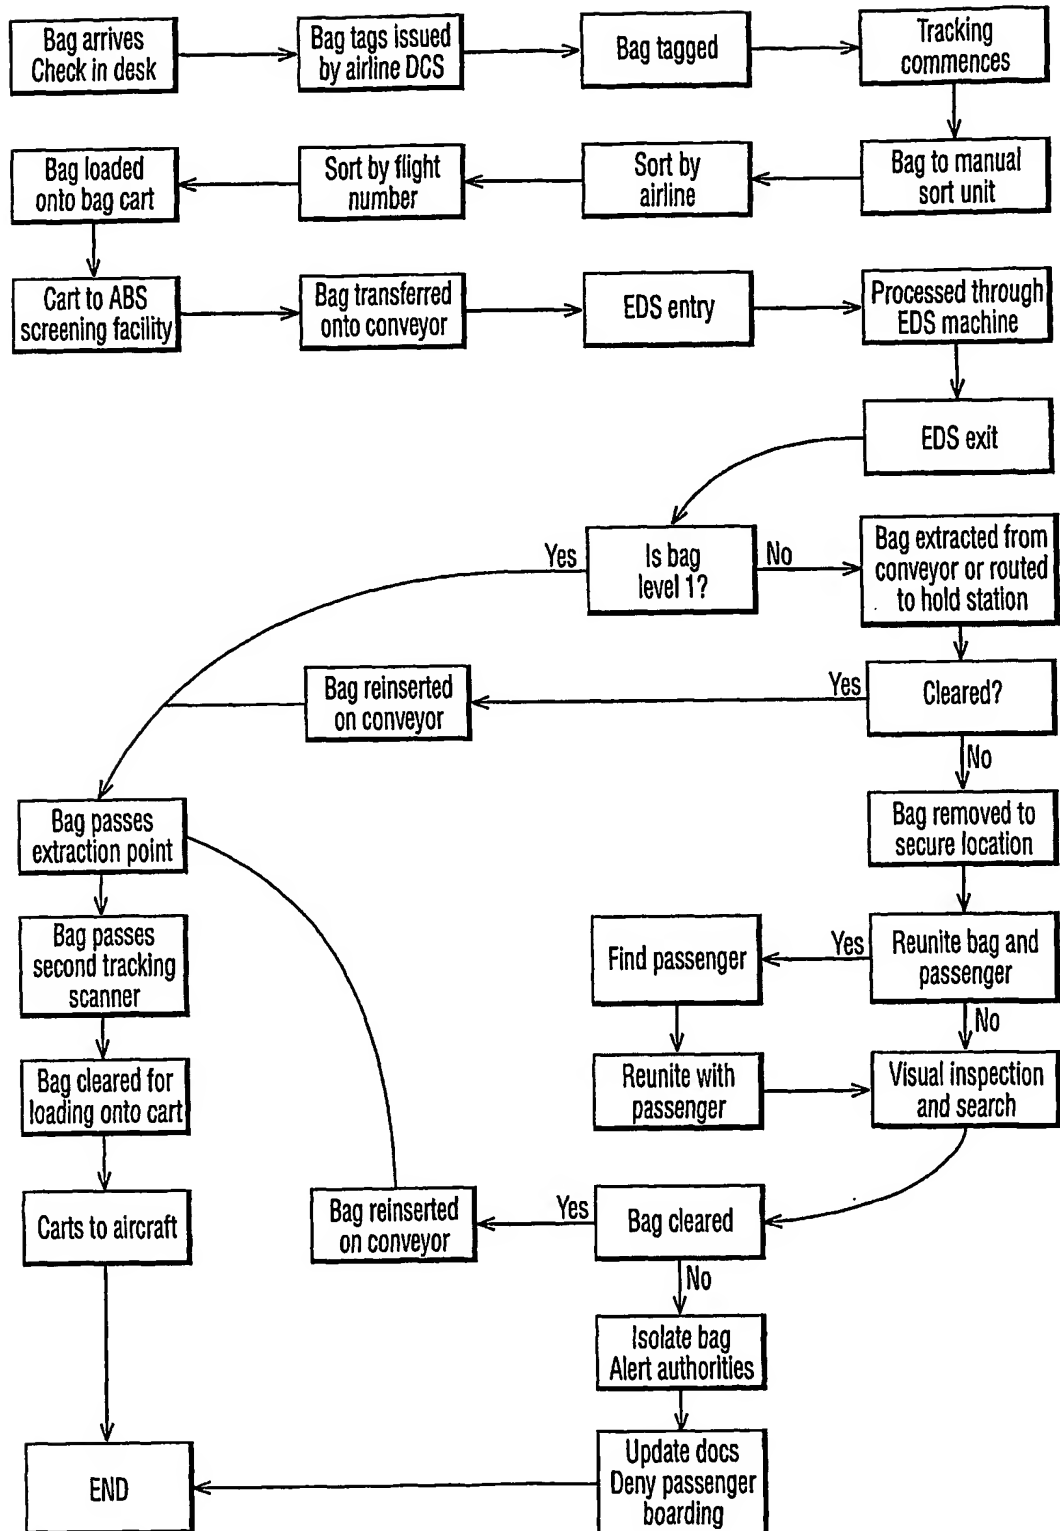 Bag arrives
Check in desk
Bag tags issued
by airline DCS
Bag tagged
Tracking
commences
Bag loaded
onto bag cart
Sort by flight
number
Sort by
airline
Bag to manual
sort unit
Cart to ABS
screening facility
Bag transferred
onto conveyor
EDS entry
Processed through
EDS machine
EDS exit
Yes
Is bag
level 1?
No
Bag extracted from
conveyor or routed
to hold station
Bag reinserted
on conveyor
Yes
Cleared?
No
Bag passes
extraction point
Bag removed to
secure location
Bag passes
second tracking
scanner
Find passenger
Yes
Reunite bag and
passenger
No
Bag cleared for
loading onto cart
Reunite with
passenger
Visual inspection
and search
Carts to aircraft
Bag reinserted
on conveyor
Yes
Bag cleared
No
Isolate bag
Alert authorities
END
Update docs
Deny passenger
boarding